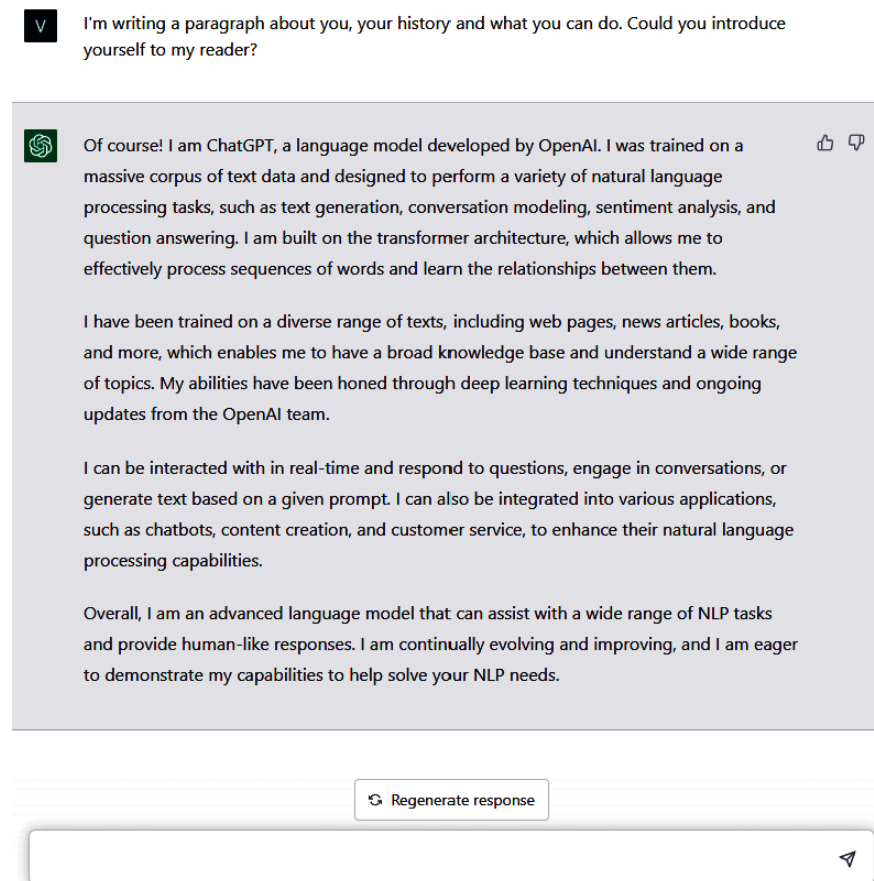 V
I'm writing a paragraph about you, your history and what you can do. Could you introduce
yourself to my reader?
Of course! I am ChatGPT, a language model developed by OpenAI. I was trained on a
massive corpus of text data and designed to perform a variety of natural language
processing tasks, such as text generation, conversation modeling, sentiment analysis, and
question answering. I am built on the transformer architecture, which allows me to
effectively process sequences of words and learn the relationships between them.
I have been trained on a diverse range of texts, including web pages, news articles, books,
and more, which enables me to have a broad knowledge base and understand a wide range
of topics. My abilities have been honed through deep learning techniques and ongoing
updates from the OpenAI team.
I can be interacted with in real-time and respond to questions, engage in conversations, or
generate text based on a given prompt. I can also be integrated into various applications,
such as chatbots, content creation, and customer service, to enhance their natural language
processing capabilities.
Overall, I am an advanced language model that can assist with a wide range of NLP tasks
and provide human-like responses. I am continually evolving and improving, and I am eager
to demonstrate my capabilities to help solve your NLP needs.
Regenerate response